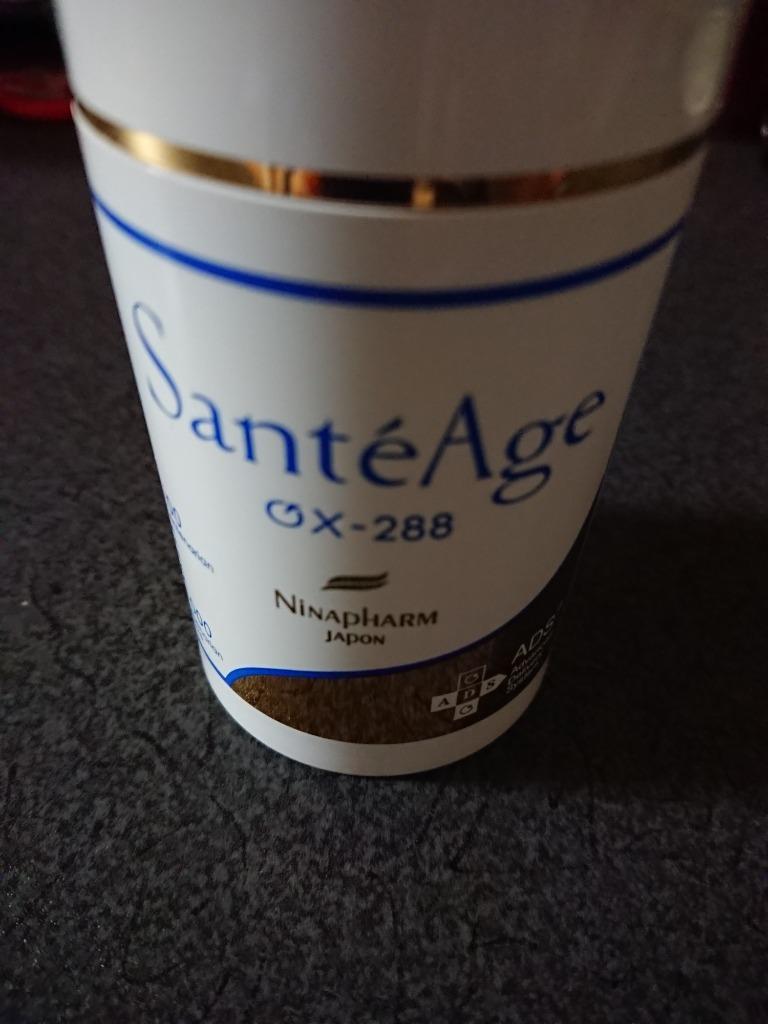 SantéAge
OX-288
NiNAPHARM
JAPON
ADS
A D S